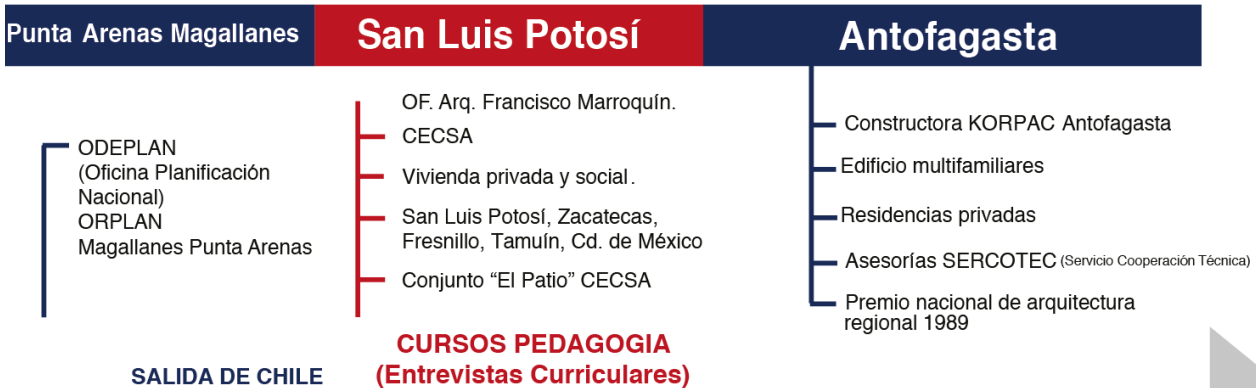 Punta Arenas Magallanes
ODEPLAN
(Oficina Planificación
Nacional)
ORPLAN
Magallanes Punta Arenas
SALIDA DE CHILE
San Luis Potosí
OF. Arq. Francisco Marroquín.
CECSA
Vivienda privada y social.
San Luis Potosí, Zacatecas,
Fresnillo, Tamuín, Cd. de México
Conjunto “El Patio” CECSA
CURSOS PEDAGOGIA
(Entrevistas Curriculares)
Antofagasta
Constructora KORPAC Antofagasta
Edificio multifamiliares
Residencias privadas
Asesorías SERCOTEC (Servicio Cooperación Técnica)
Premio nacional de arquitectura
regional 1989